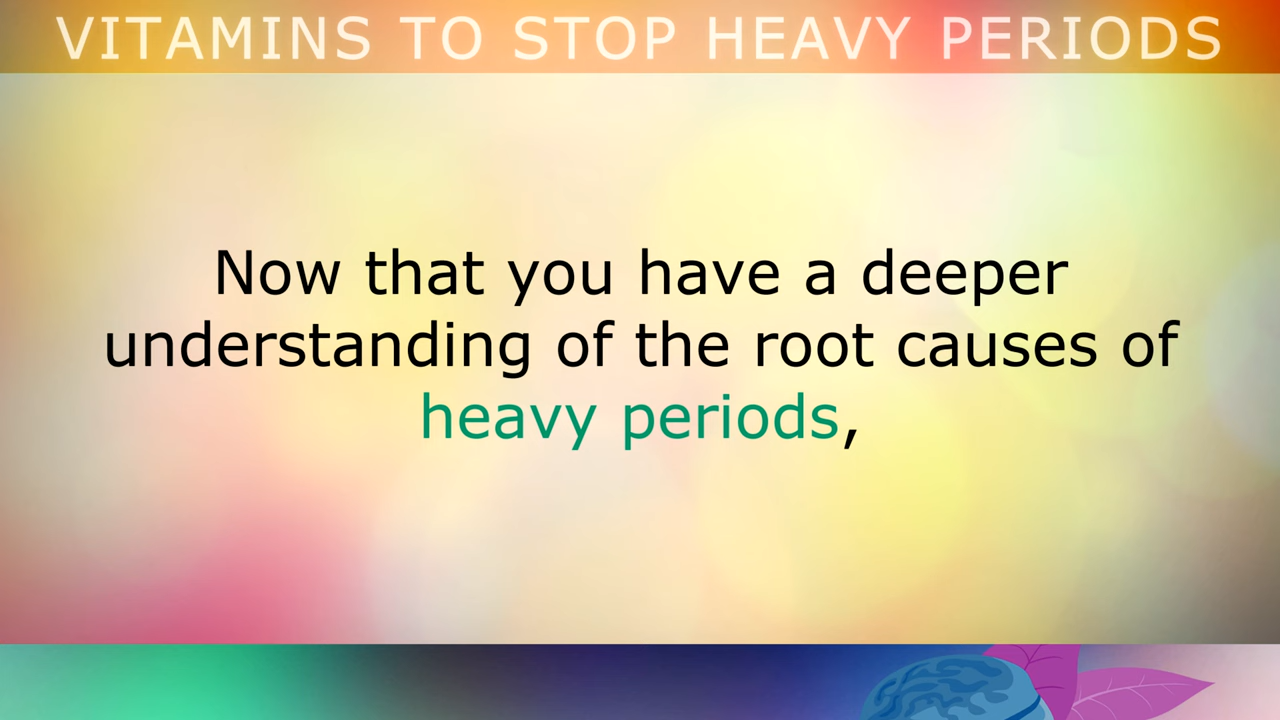 VITAMINS TO STOP HEAVY PERIODS
Now that you have a deeper
understanding of the root causes of
heavy periods,